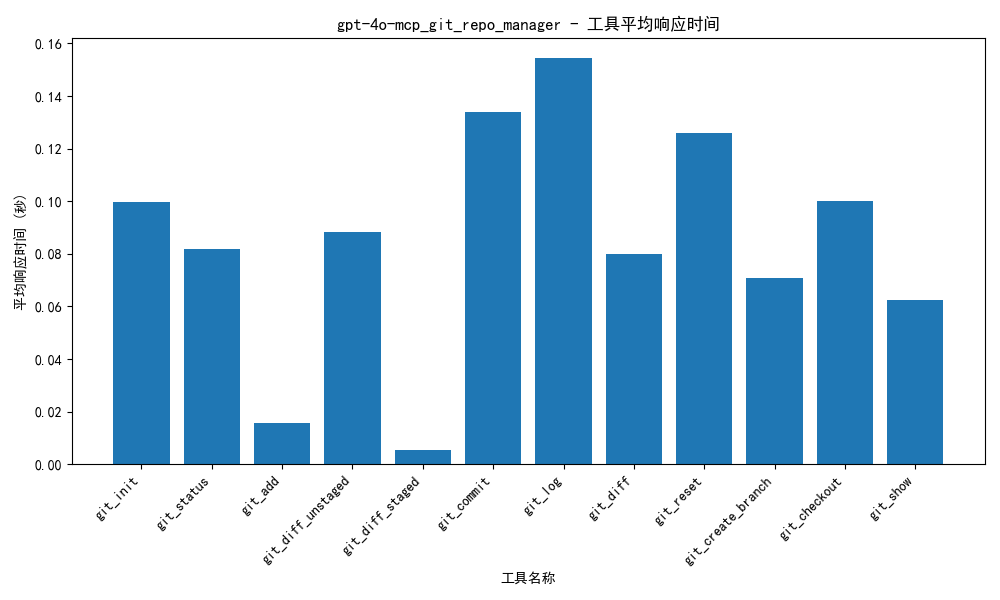 gpt-4o-mcp_git_repo_manager - 工具平均响应时间
平均响应时间 (秒)
0.16
0.14
0.12
0.10
0.08
0.06
0.04
0.02
0.00
git_init
git_status
git_add
git_diff_unstaged
git_diff_staged
git_commit
git_log
git_diff
git_reset
git_create_branch
git_checkout
git_show
工具名称